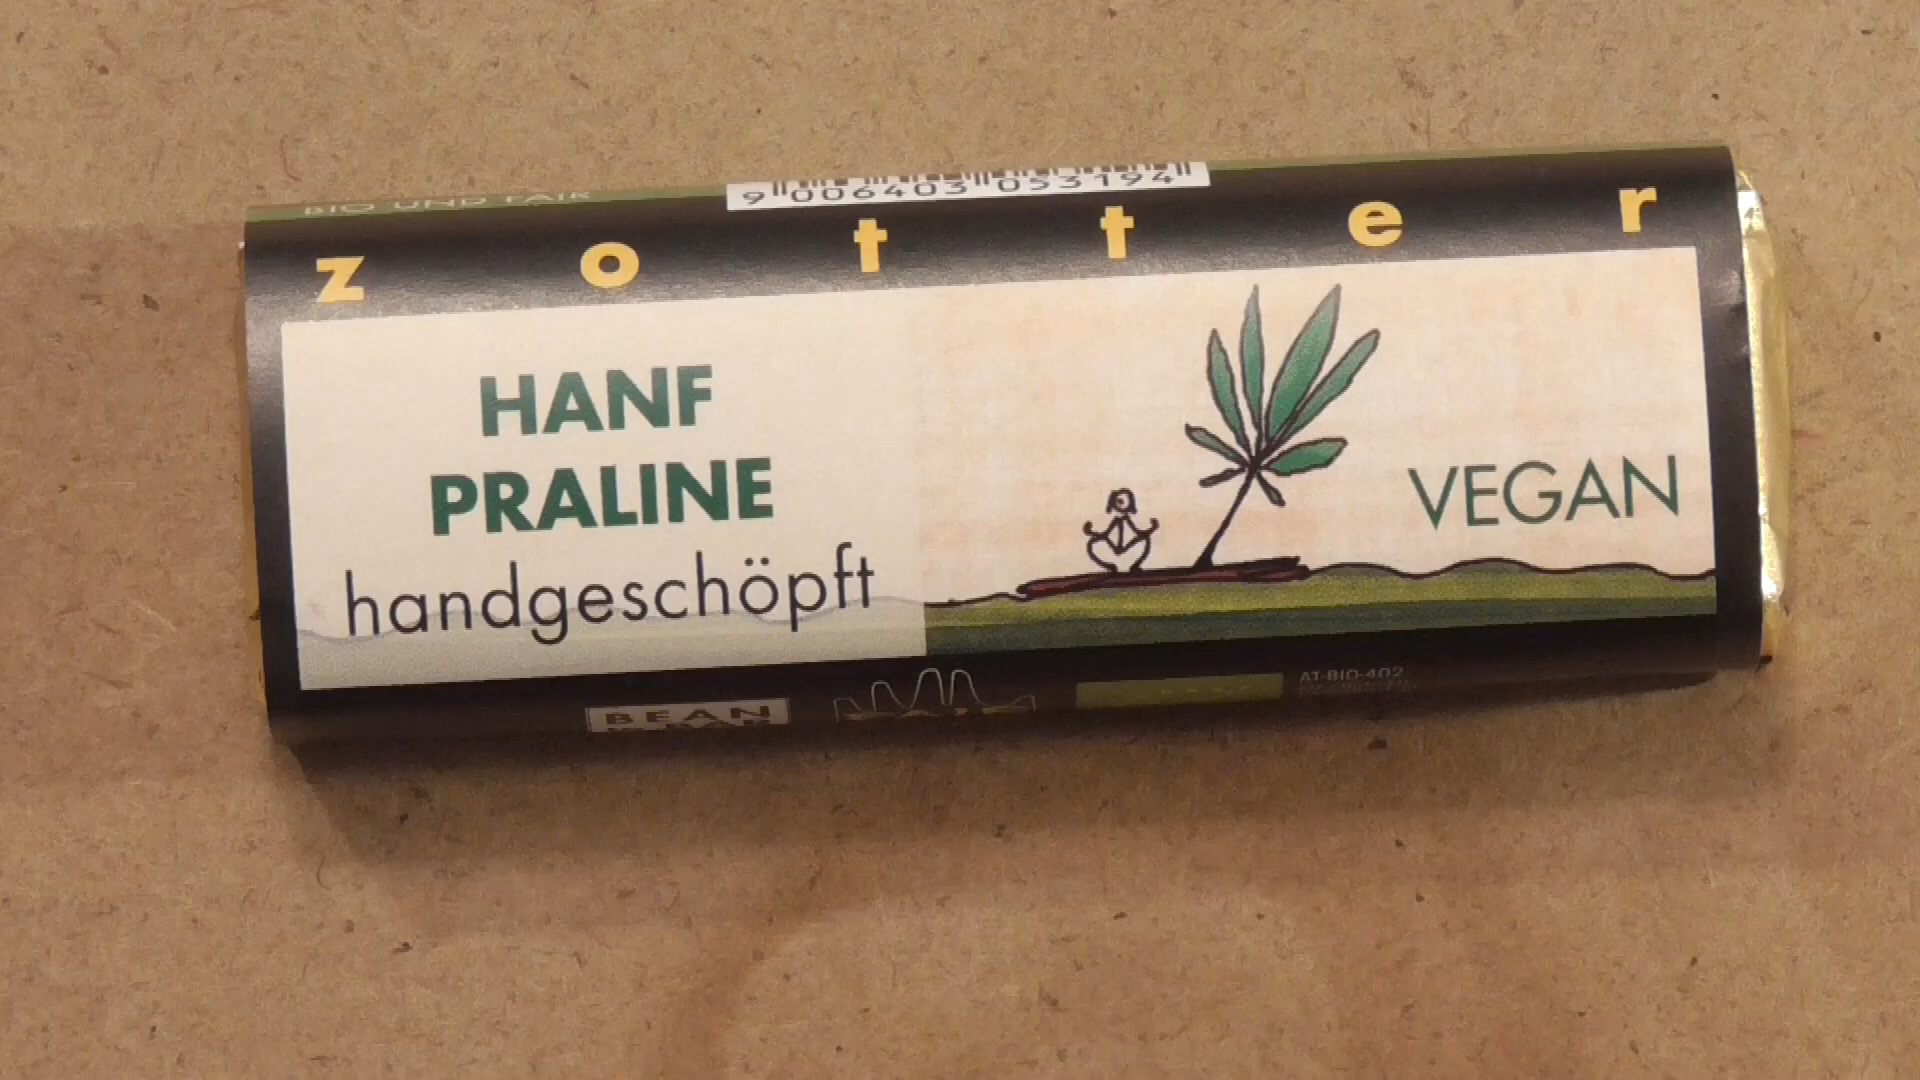 BIO UND FAIR
9 006403 053194
zotter
HANF
PRALINE
handgeschöpft
VEGAN
BEAN
AT-BIO-402